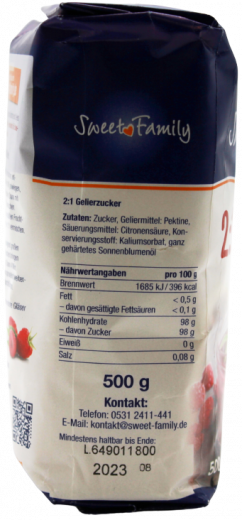 Sweet Family
2:1 Gelierzucker
Zutaten: Zucker, Geliermittel: Pektine,
Säuerungsmittel: Citronensäure, Kon-
servierungsstoff: Kaliumsorbat, ganz
gehärtetes Sonnenblumenöl
Nährwertangaben pro 100 g
Brennwert 1685 kJ / 396 kcal
Fett < 0,5 g
– davon gesättigte Fettsäuren < 0,1 g
Kohlenhydrate 98 g
– davon Zucker 98 g
Eiweiß 0 g
Salz 0,08 g
500 g
Kontakt:
Telefon: 0531 2411-441
E-Mail: kontakt@sweet-family.de
Mindestens haltbar bis Ende:
L649011800
2023 08